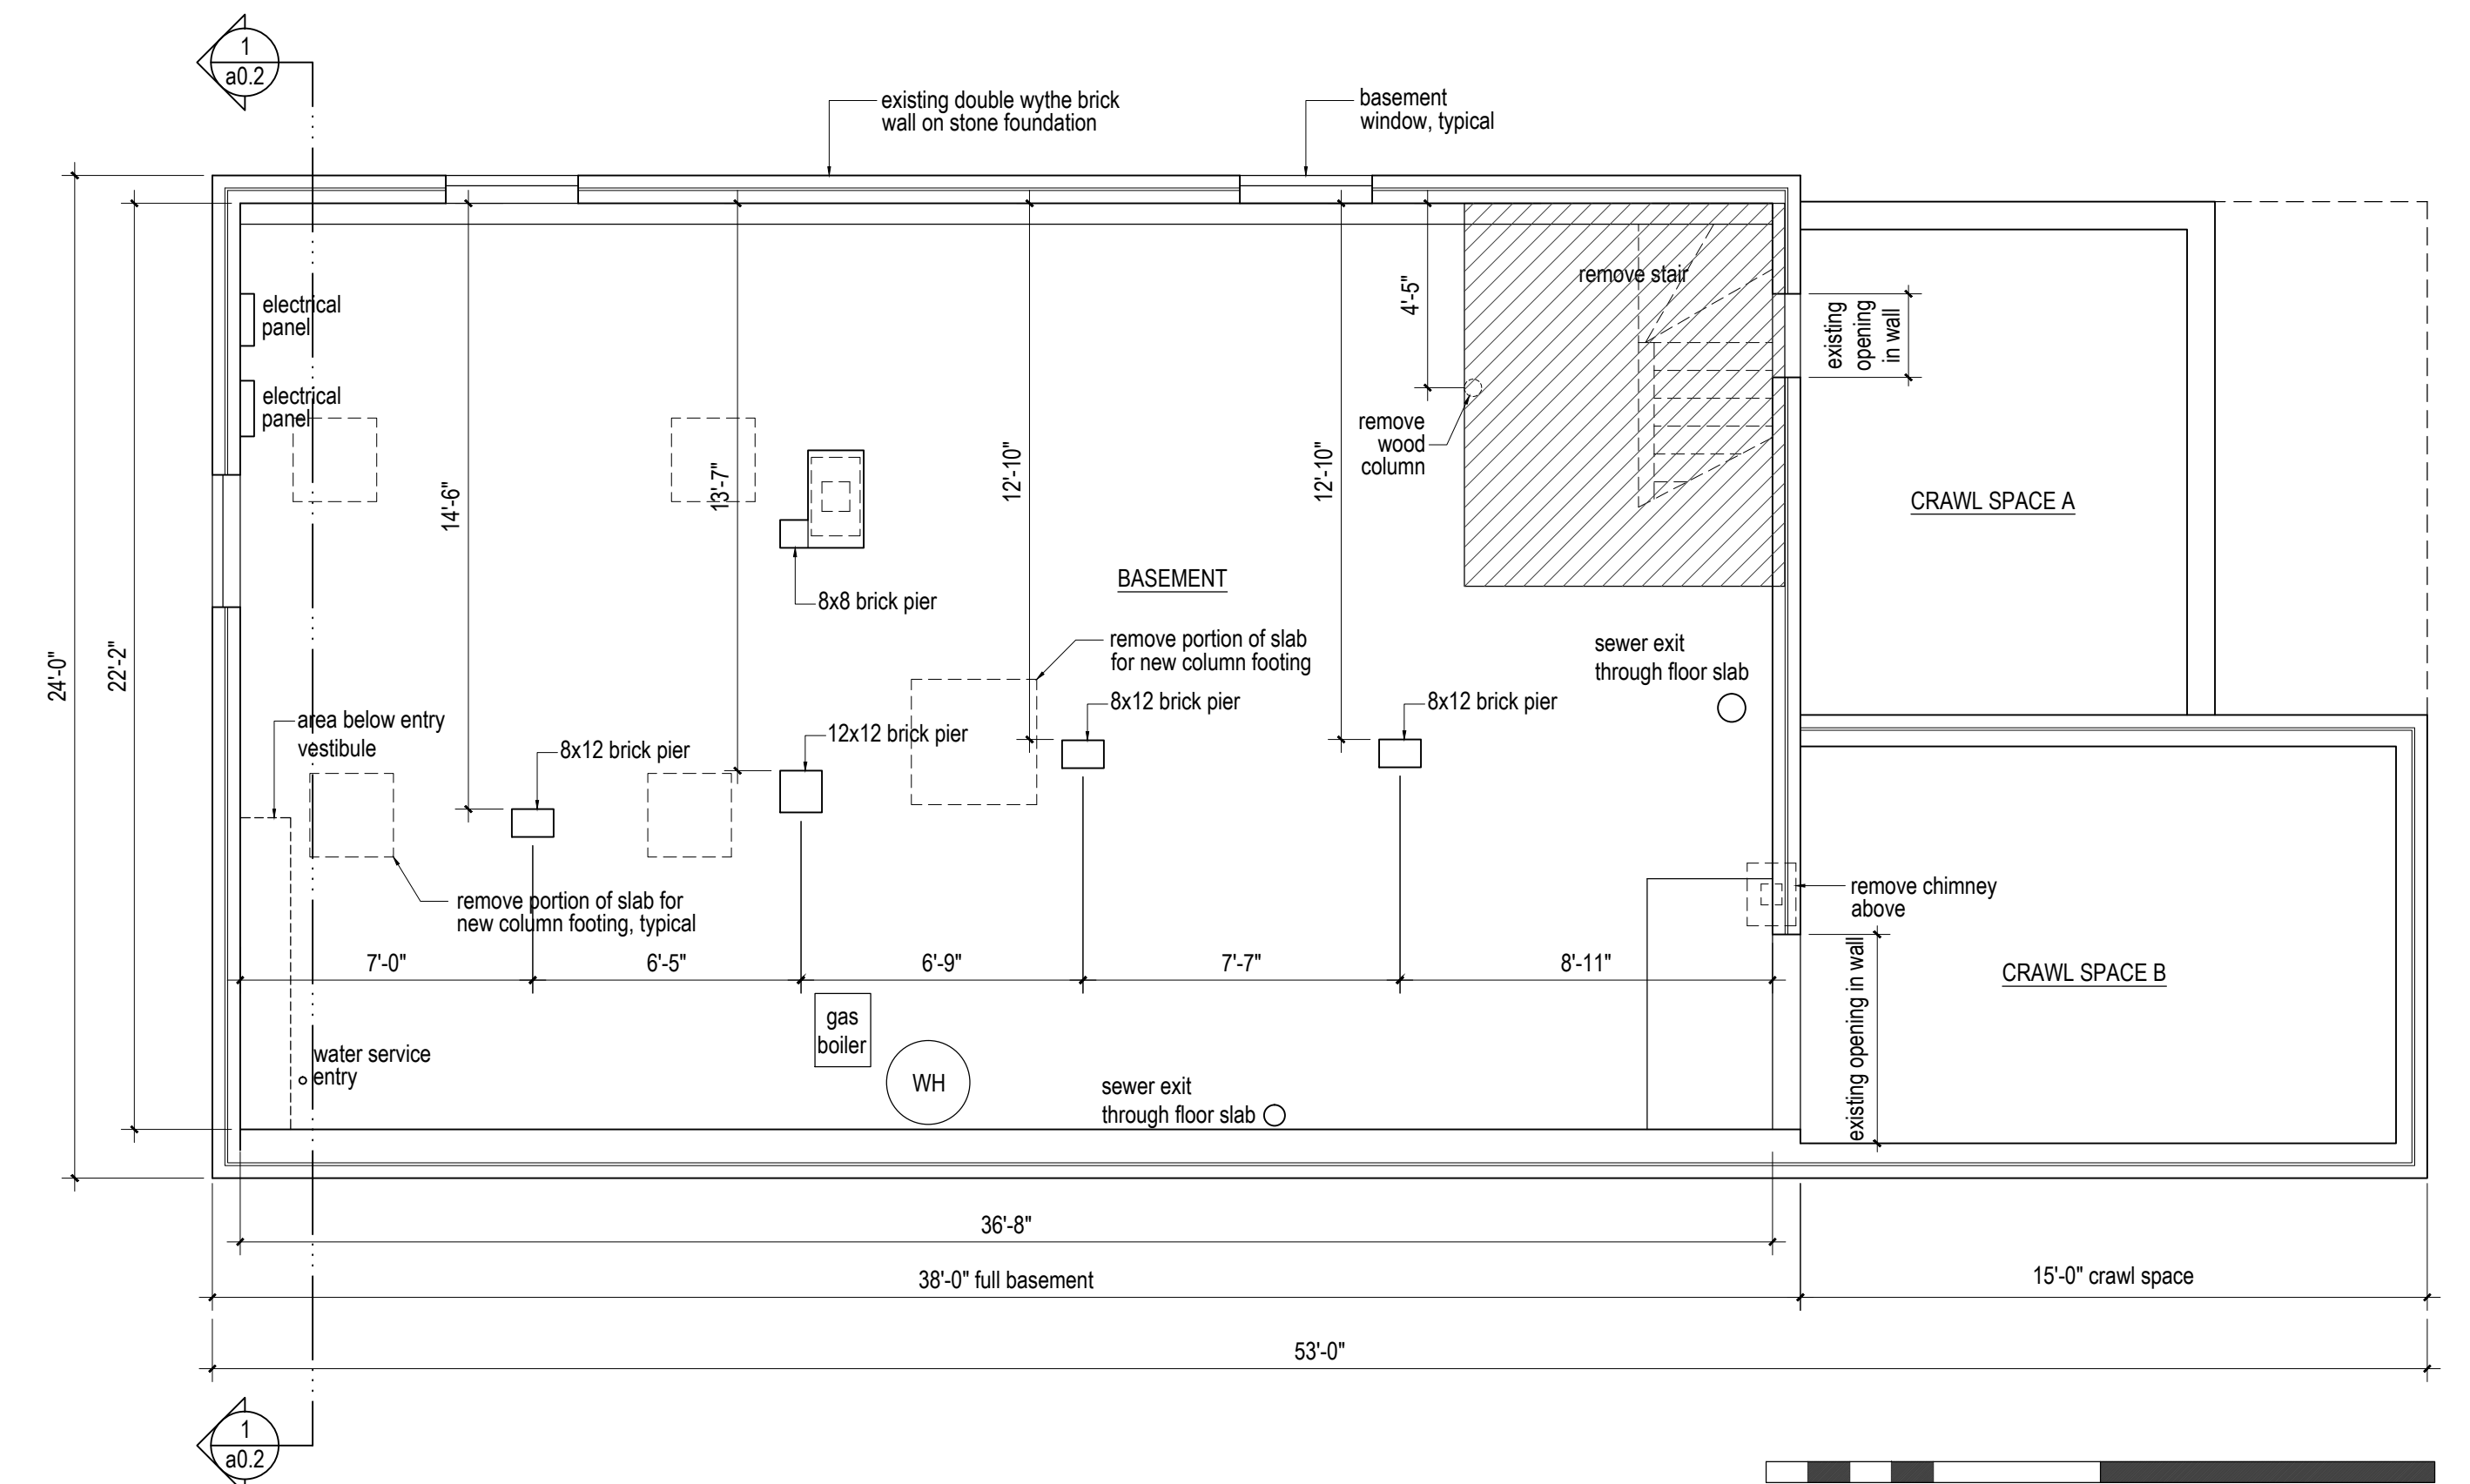 1
a0.2
existing double wythe brick
wall on stone foundation
basement
window, typical
electrical
panel
electrical
panel
remove stair
4'-5"
existing
opening
in wall
remove
wood
column
CRAWL SPACE A
14'-6"
13'-7"
12'-10"
12'-10"
BASEMENT
8x8 brick pier
24'-0"
22'-2"
remove portion of slab
for new column footing
sewer exit
through floor slab
8x12 brick pier
8x12 brick pier
area below entry
vestibule
8x12 brick pier
12x12 brick pier
remove portion of slab for
new column footing, typical
remove chimney
above
7'-0"
6'-5"
6'-9"
7'-7"
8'-11"
existing opening in wall
CRAWL SPACE B
gas
boiler
WH
water service
entry
sewer exit
through floor slab
36'-8"
38'-0" full basement
15'-0" crawl space
53'-0"
1
a0.2